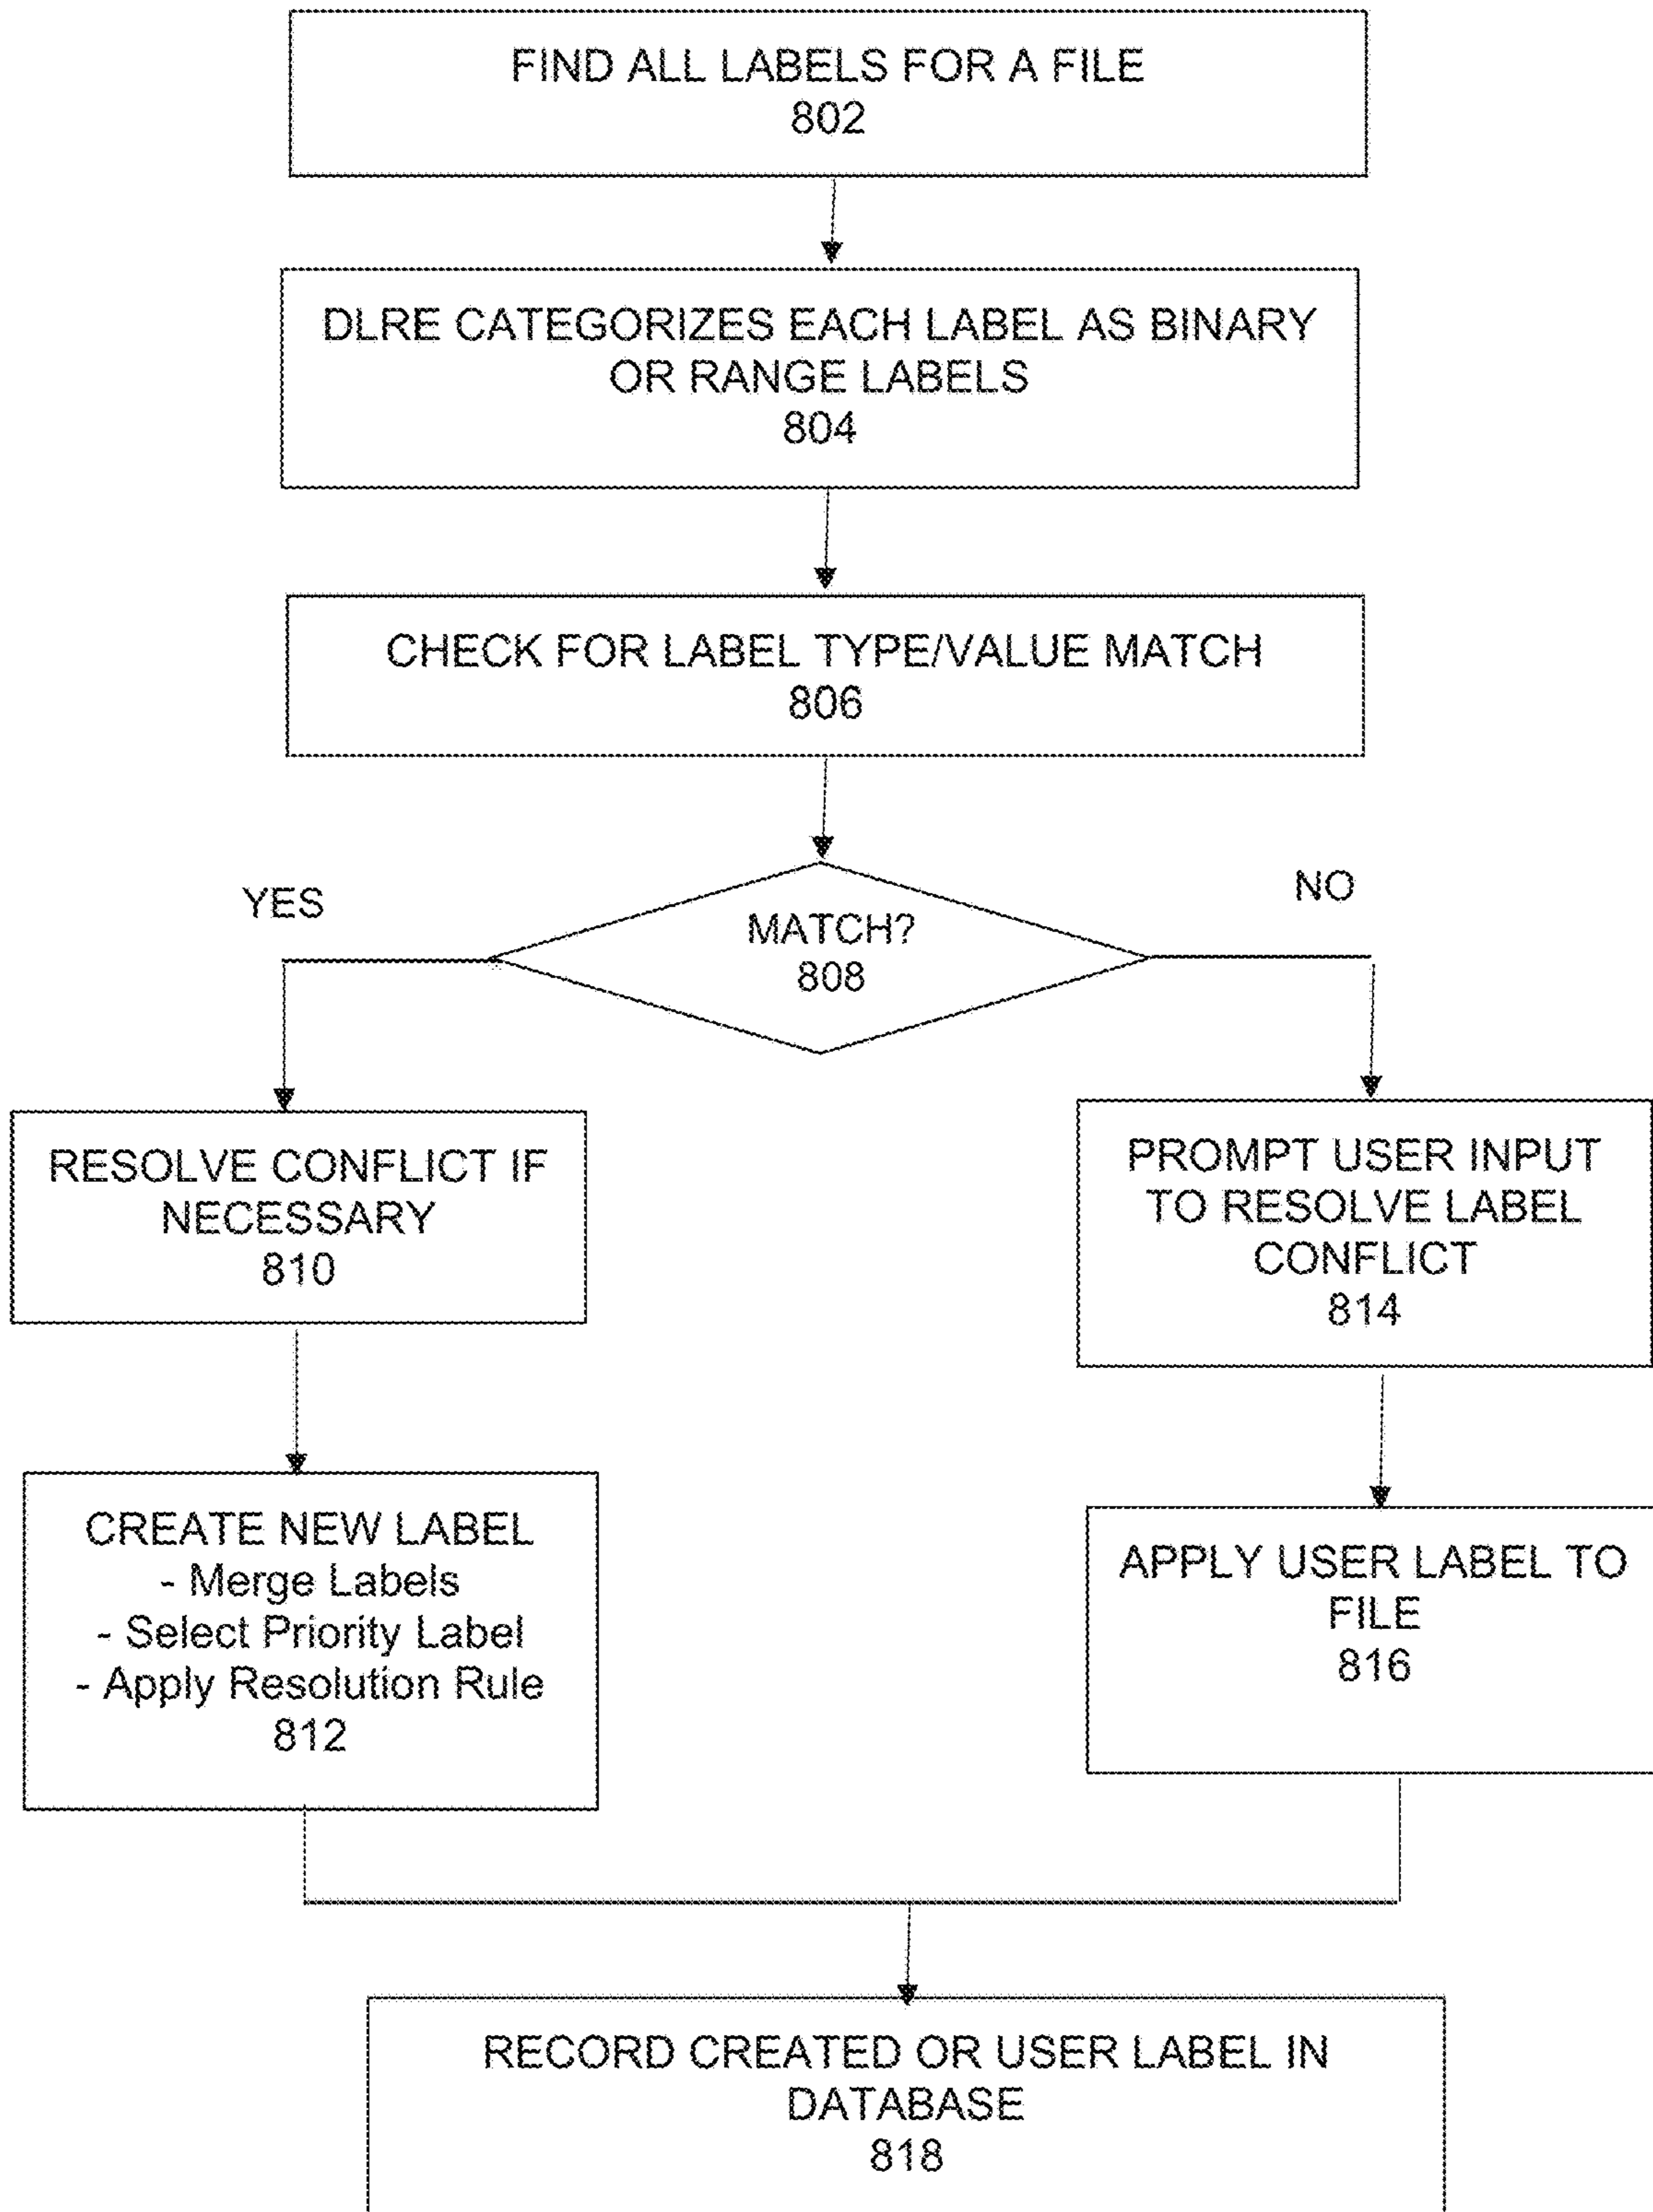 FIND ALL LABELS FOR A FILE
802
DLRE CATEGORIZES EACH LABEL AS BINARY
OR RANGE LABELS
804
CHECK FOR LABEL TYPE/VALUE MATCH
806
YES
NO
MATCH?
808
RESOLVE CONFLICT IF
NECESSARY
810
PROMPT USER INPUT
TO RESOLVE LABEL
CONFLICT
814
CREATE NEW LABEL
- Merge Labels
- Select Priority Label
- Apply Resolution Rule
812
APPLY USER LABEL TO
FILE
816
RECORD CREATED OR USER LABEL IN
DATABASE
818